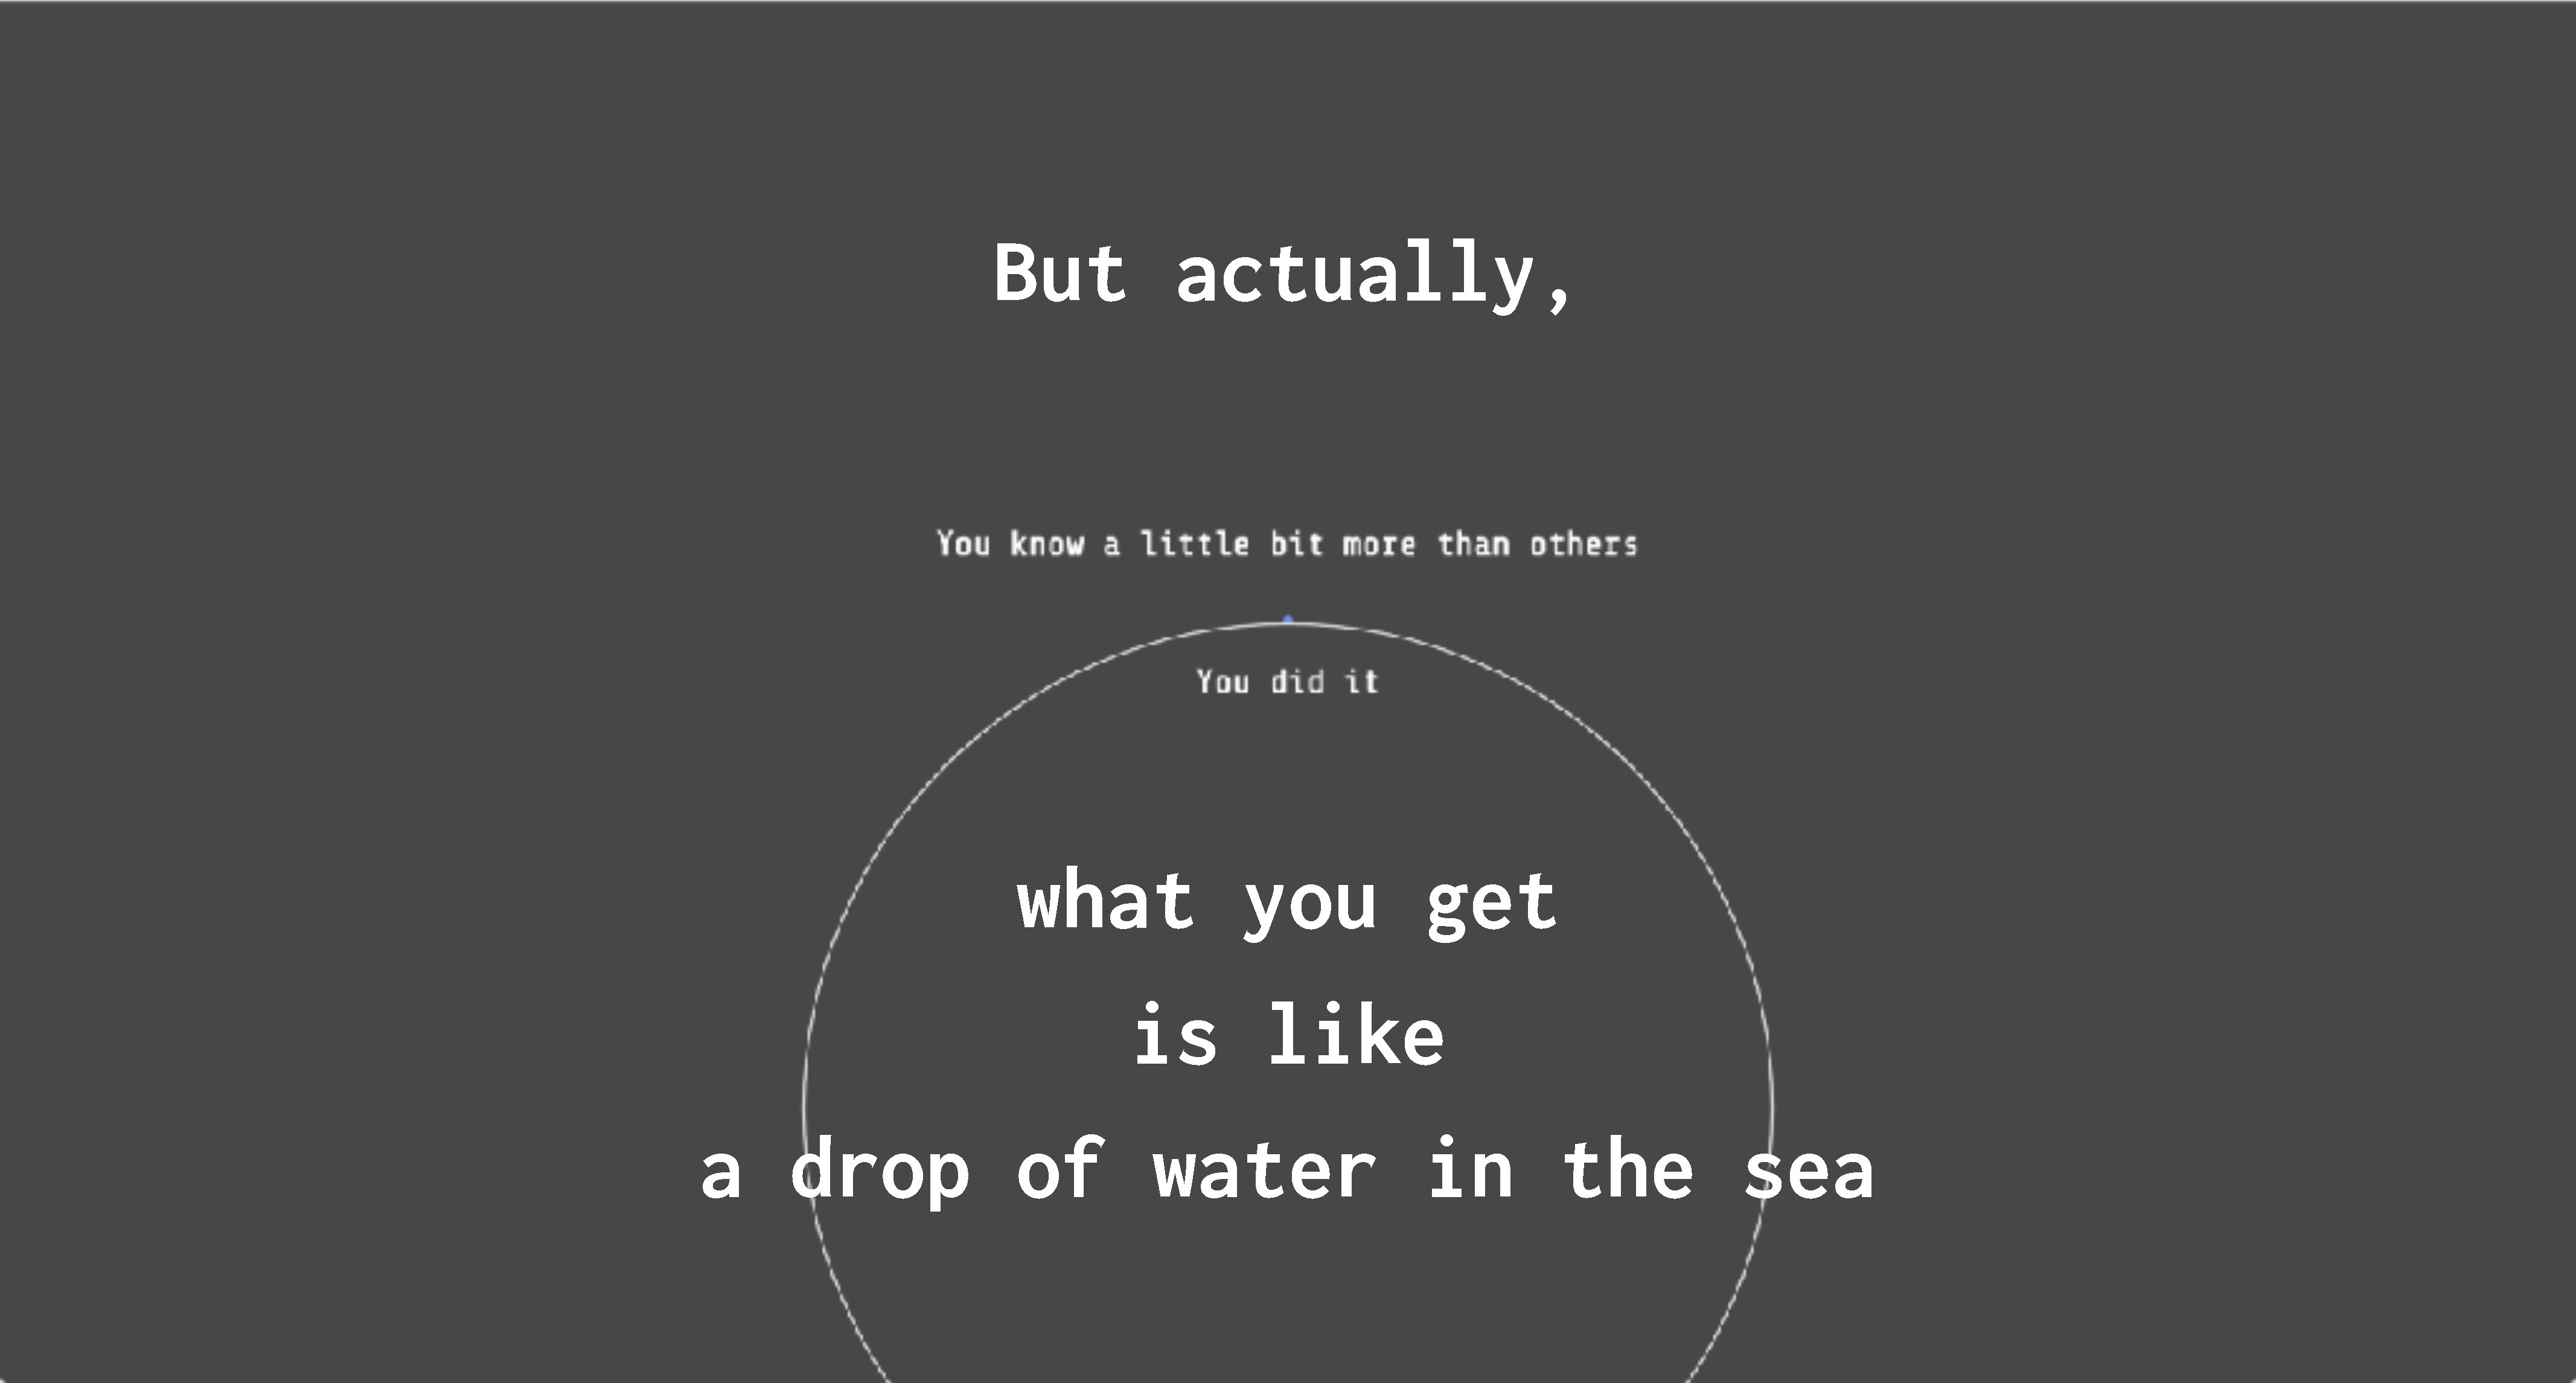 But actually,
You know a little bit more than others
You did it
what you get
is like
a drop of water in the sea